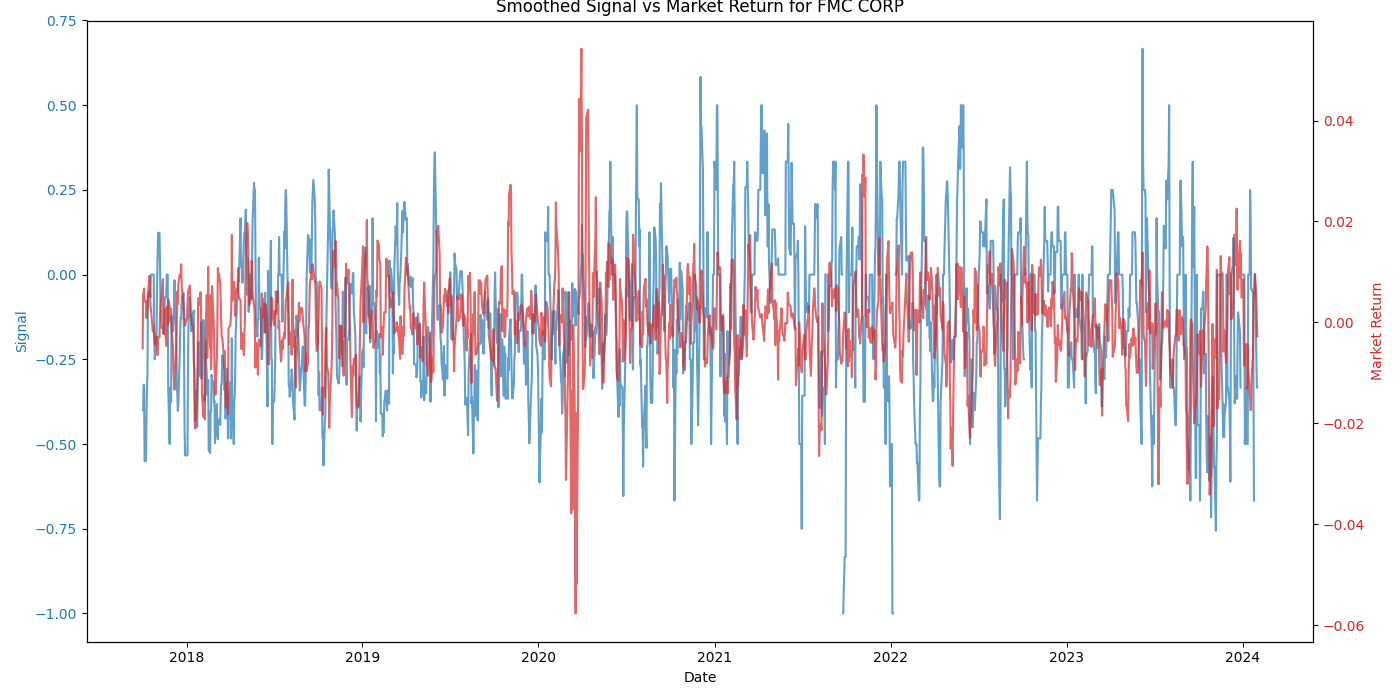 Smoothed Signal vs Market Return for FMC CORP
0.75
0.50
0.25
0.00
−0.25
−0.50
−0.75
−1.00
Signal
0.04
0.02
0.00
−0.02
−0.04
−0.06
Market Return
2018 2019 2020 2021 2022 2023 2024
Date